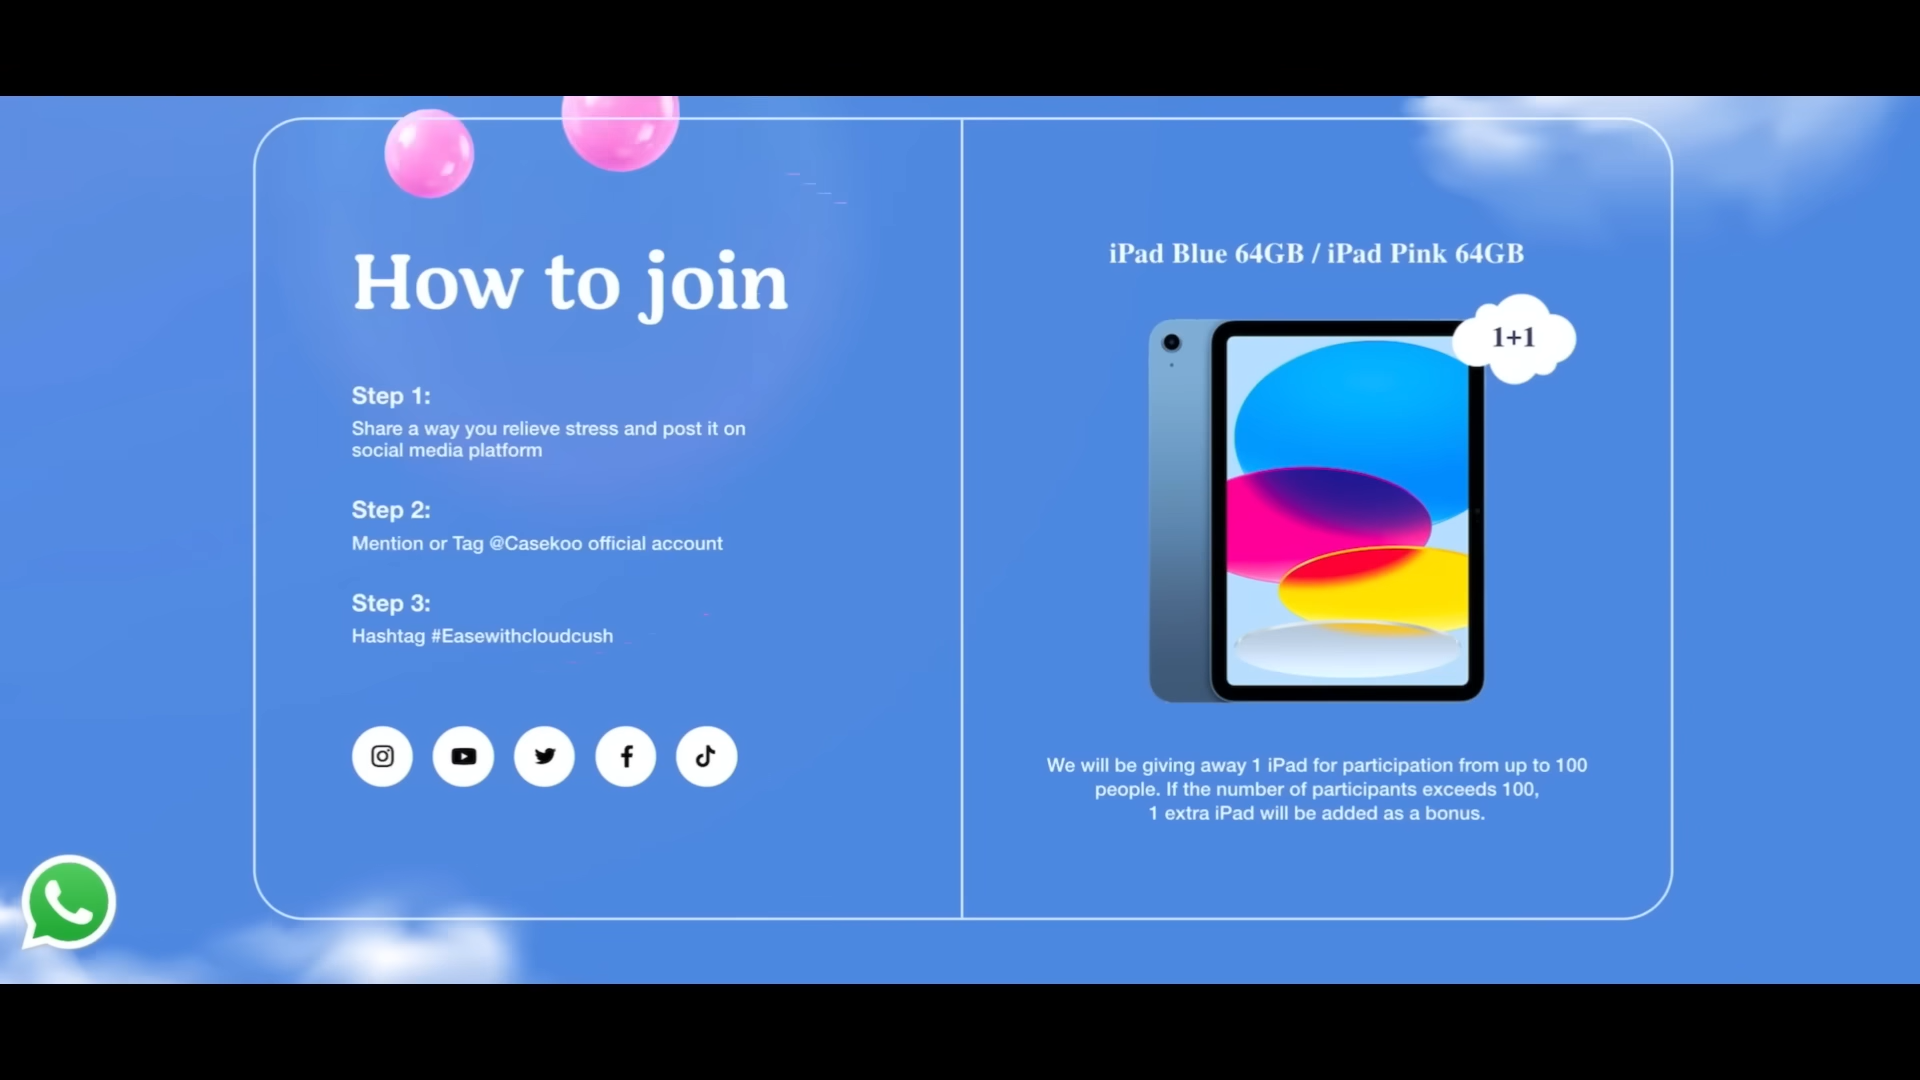 How to join
Step 1:
Share a way you relieve stress and post it on
social media platform
Step 2:
Mention or Tag @Casekoo official account
Step 3:
Hashtag #Easewithcloudcush
iPad Blue 64GB / iPad Pink 64GB
1+1
We will be giving away 1 iPad for participation from up to 100
people. If the number of participants exceeds 100,
1 extra iPad will be added as a bonus.